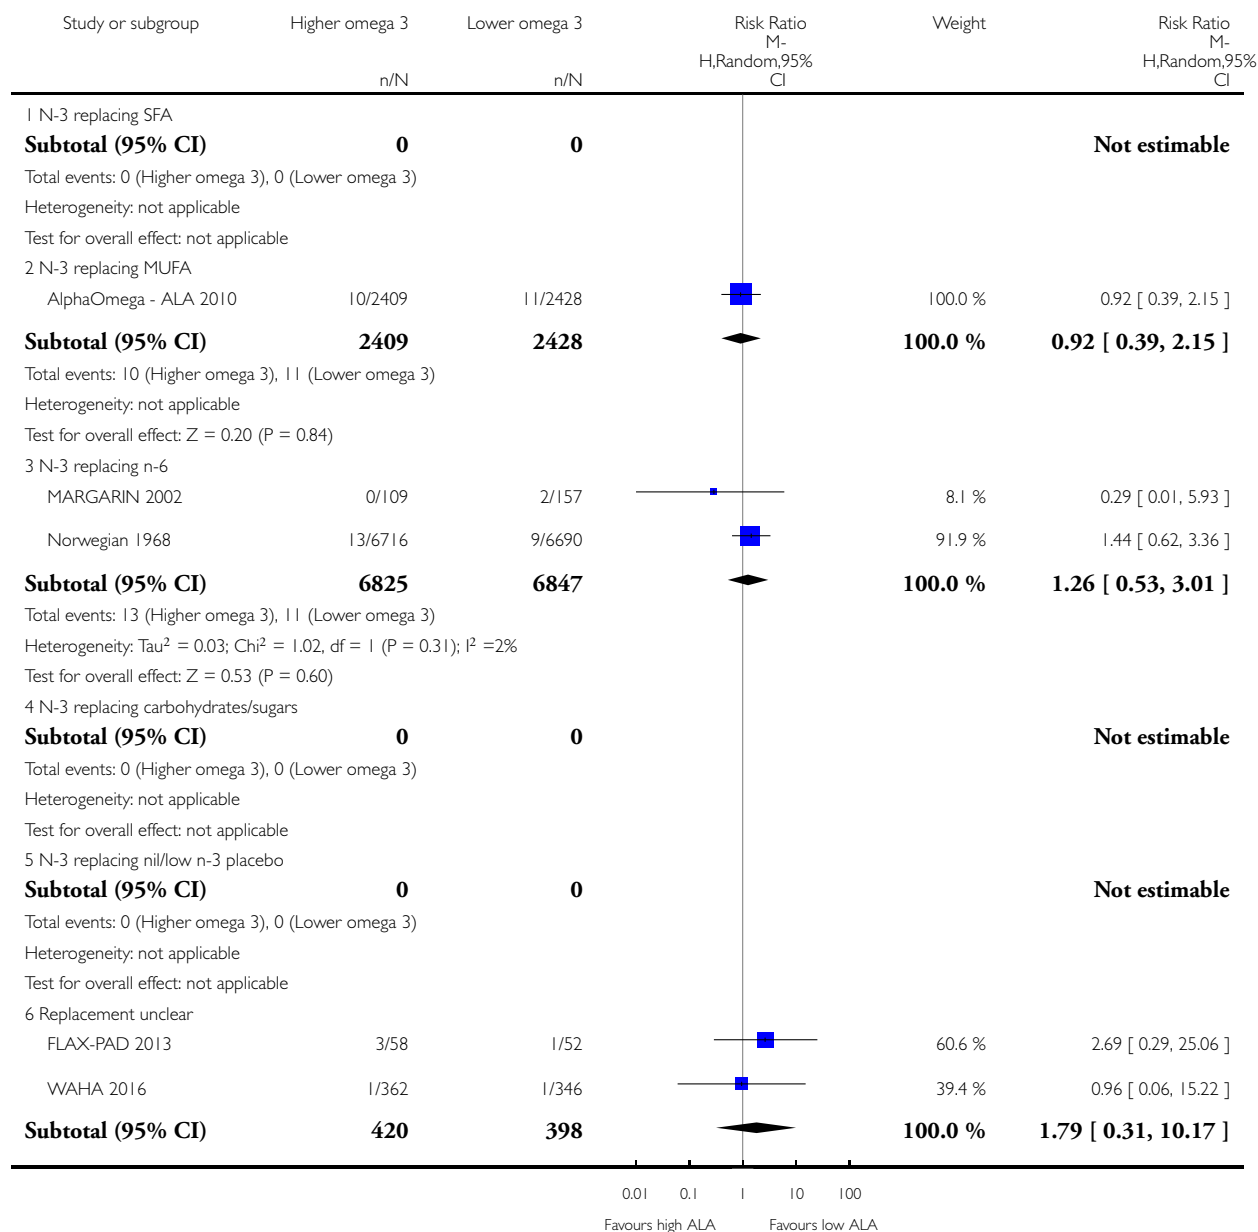 Study or subgroup Higher omega 3 Lower omega 3 Risk Ratio Weight Risk Ratio
M- M-
H,Random,95% H,Random,95%
n/N n/N CI CI
1 N-3 replacing SFA
Subtotal (95% CI) 0 0 Not estimable
Total events: 0 (Higher omega 3), 0 (Lower omega 3)
Heterogeneity: not applicable
Test for overall effect: not applicable
2 N-3 replacing MUFA
AlphaOmega - ALA 2010 10/2409 11/2428 100.0 % 0.92 [ 0.39, 2.15 ]
Subtotal (95% CI) 2409 2428 100.0 % 0.92 [ 0.39, 2.15 ]
Total events: 10 (Higher omega 3), 11 (Lower omega 3)
Heterogeneity: not applicable
Test for overall effect: Z = 0.20 (P = 0.84)
3 N-3 replacing n-6
MARGARIN 2002 0/109 2/157 8.1 % 0.29 [ 0.01, 5.93 ]
Norwegian 1968 13/6716 9/6690 91.9 % 1.44 [ 0.62, 3.36 ]
Subtotal (95% CI) 6825 6847 100.0 % 1.26 [ 0.53, 3.01 ]
Total events: 13 (Higher omega 3), 11 (Lower omega 3)
Heterogeneity: Tau² = 0.03; Chi² = 1.02, df = 1 (P = 0.31); I² =2%
Test for overall effect: Z = 0.53 (P = 0.60)
4 N-3 replacing carbohydrates/sugars
Subtotal (95% CI) 0 0 Not estimable
Total events: 0 (Higher omega 3), 0 (Lower omega 3)
Heterogeneity: not applicable
Test for overall effect: not applicable
5 N-3 replacing nil/low n-3 placebo
Subtotal (95% CI) 0 0 Not estimable
Total events: 0 (Higher omega 3), 0 (Lower omega 3)
Heterogeneity: not applicable
Test for overall effect: not applicable
6 Replacement unclear
FLAX-PAD 2013 3/58 1/52 60.6 % 2.69 [ 0.29, 25.06 ]
WAHA 2016 1/362 1/346 39.4 % 0.96 [ 0.06, 15.22 ]
Subtotal (95% CI) 420 398 100.0 % 1.79 [ 0.31, 10.17 ]
0.01 0.1 1 10 100
Favours high ALA Favours low ALA